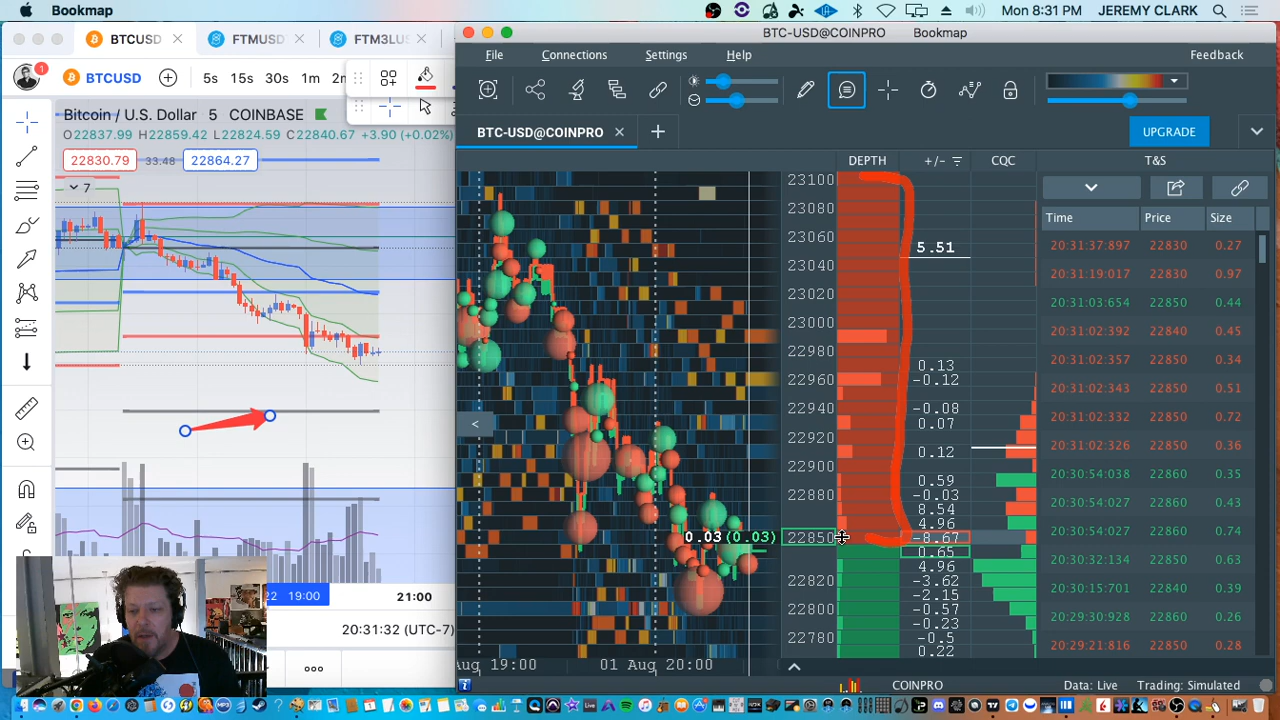 Bookmap
Mon 8:31 PM JEREMY CLARK
BTCUSD
FTMUSD
FTM3LUS
BTCUSD 5s 15s 30s 1m 2m
Bitcoin / U.S. Dollar 5 COINBASE
O22837.99 H22859.42 L22824.59 C22840.67 +3.90 (+0.02%)
22830.79 33.48 22864.27
7
22 19:00 21:00
20:31:32 (UTC-7)
BTC-USD@COINPRO Bookmap
File Connections Settings Help Feedback
BTC-USD@COINPRO
UPGRADE
DEPTH +/- CQC T&S
23100
23080
23060
23040
23020
23000
22980
22960
22940
22920
22900
22880
22850
22820
22800
22780
5.51
0.13
-0.12
-0.08
0.07
0.12
0.59
-0.03
8.54
4.96
-8.67
0.65
4.96
-3.62
-2.15
-0.57
-0.23
-0.5
0.22
0.03 (0.03)
<
Time Price Size
20:31:37:897 22830 0.27
20:31:19:017 22830 0.97
20:31:03:654 22850 0.44
20:31:02:392 22850 0.45
20:31:02:357 22850 0.34
20:31:02:343 22850 0.51
20:31:02:332 22850 0.72
20:31:02:326 22850 0.36
20:30:54:038 22860 0.35
20:30:54:027 22860 0.43
20:30:54:027 22860 0.74
20:30:32:134 22850 0.63
20:30:15:701 22840 0.39
20:29:30:928 22860 0.26
20:29:21:816 22850 0.28
Aug 19:00 01 Aug 20:00
COINPRO Data: Live Trading: Simulated